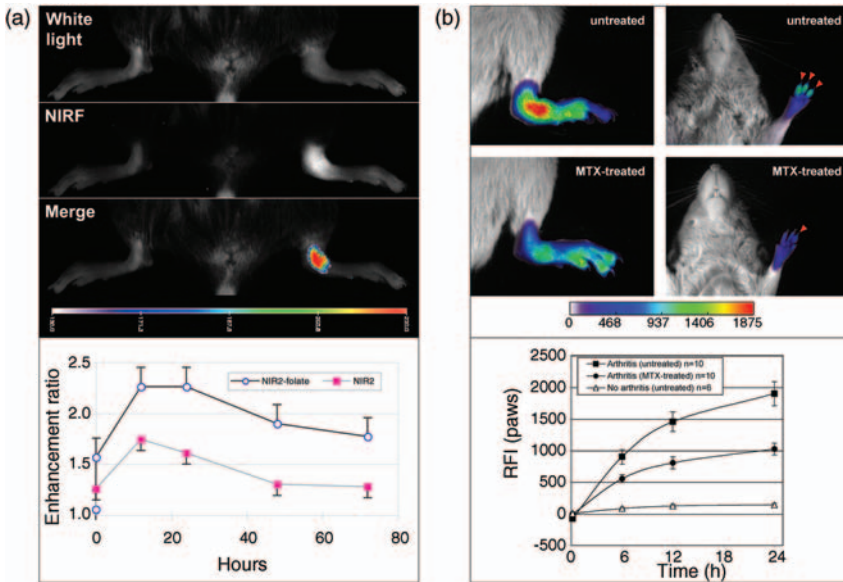 (a)
White light
NIRF
Merge
2.5
2.0
1.5
1.0
Enhancement ratio
NIR2-folate
NIR2
0
20
40
60
80
Hours
(b)
untreated
untreated
MTX-treated
MTX-treated
0
468
937
1406
1875
2500
2000
1500
1000
500
0
-500
RFI (paws)
Arthritis (untreated) n=10
Arthritis (MTX-treated) n=10
No arthritis (untreated) n=6
0
6
12
24
Time (h)